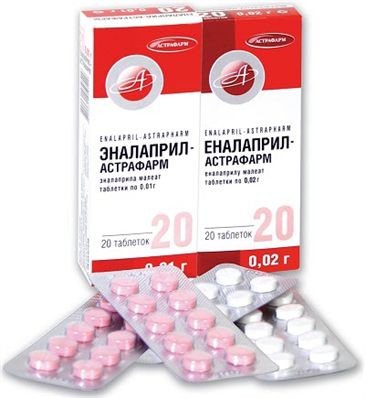 АСТРАФАРМ
ENALAPRIL-ASTRAPHARM
ЭНАЛАПРИЛ-
АСТРАФАРМ
эналаприла малеат
таблетки по 0,01г
20 таблеток 20
АСТРАФАРМ
ENALAPRIL-ASTRAPHARM
ЕНАЛАПРИЛ-
АСТРАФАРМ
еналаприлу малеат
таблетки по 0,02г
20 таблеток 20
0,02 г